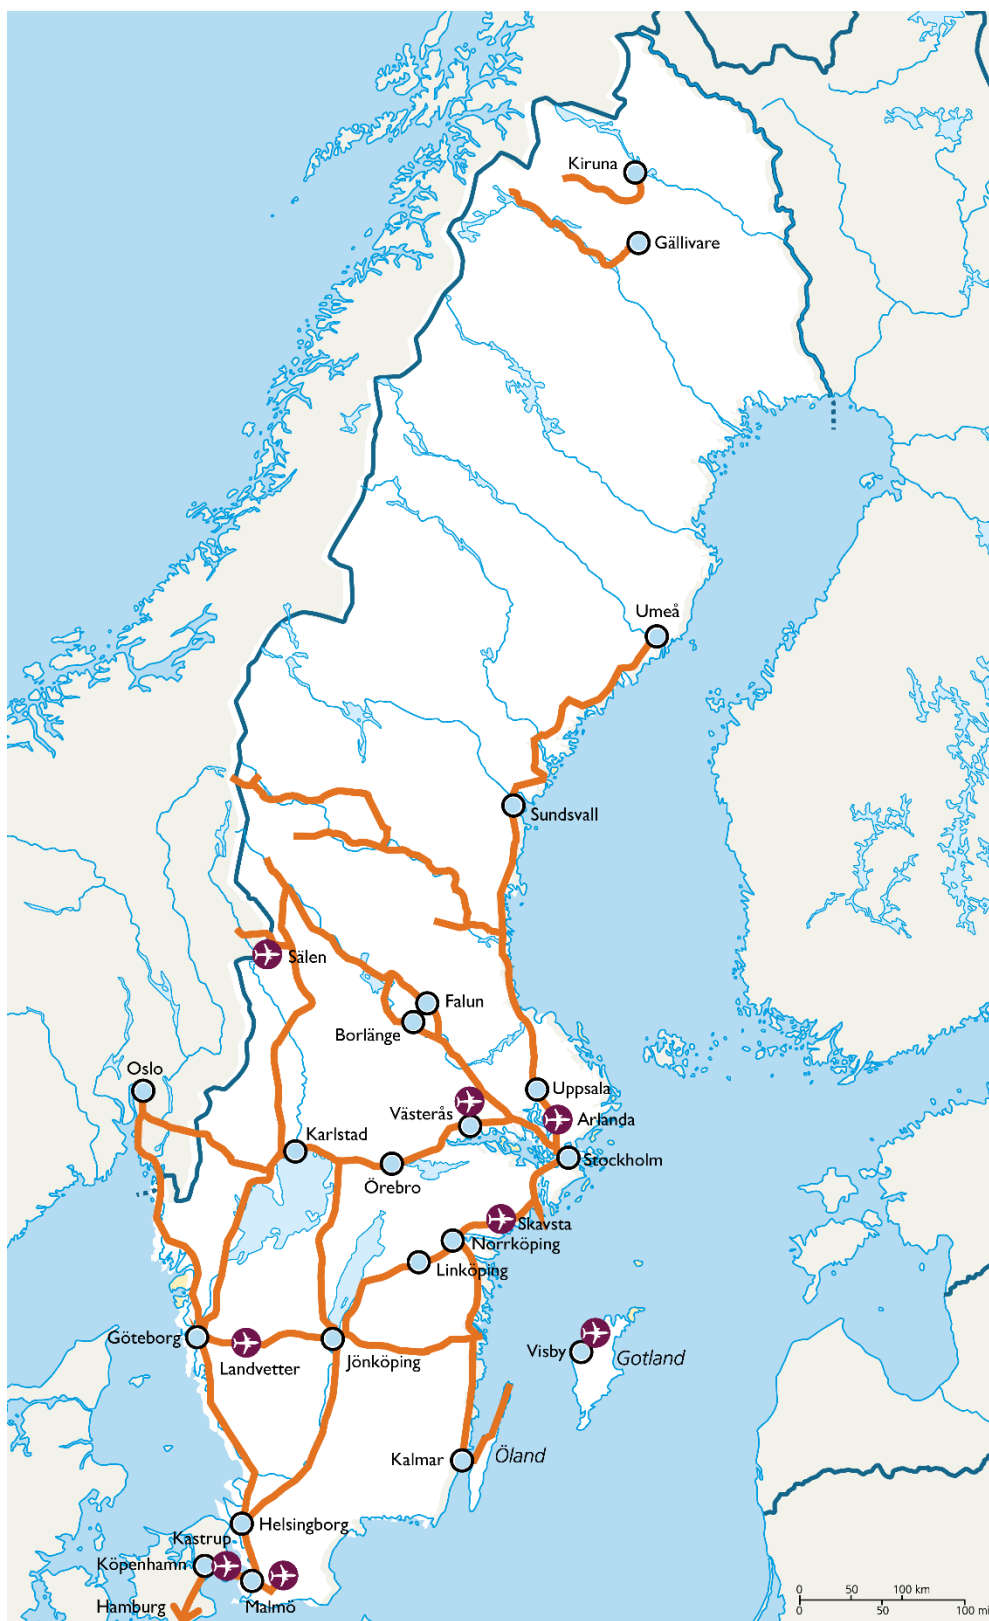 Kiruna
Gällivare
Umeå
Sundsvall
Sälen
Falun
Borlänge
Oslo
Uppsala
Västerås
Arlanda
Karlstad
Stockholm
Örebro
Skavsta
Norrköping
Linköping
Göteborg
Landvetter
Jönköping
Visby
Gotland
Kalmar
Öland
Helsingborg
Kastrup
Köpenhamn
Malmö
Hamburg
0 50 100 km
0 50 100 mi